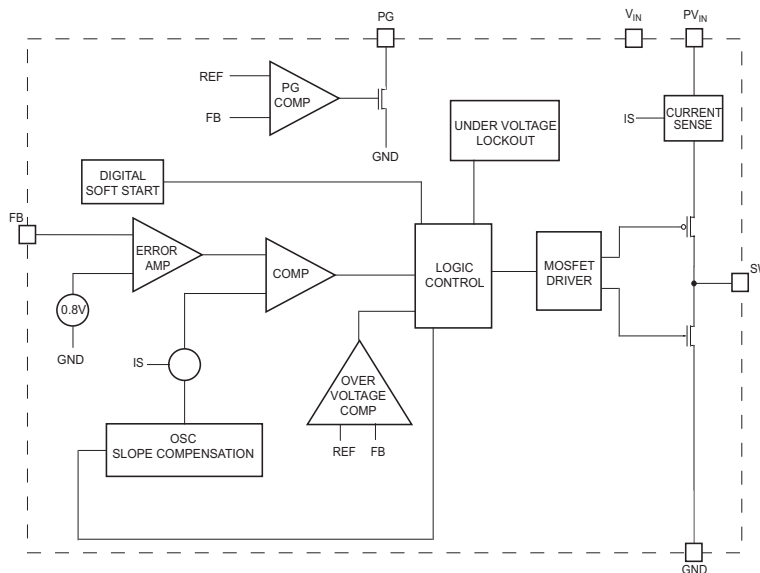 PG
V_IN
PV_IN
REF
PG
COMP
FB
GND
IS
CURRENT
SENSE
UNDER VOLTAGE
LOCKOUT
DIGITAL
SOFT START
FB
ERROR
AMP
COMP
LOGIC
CONTROL
MOSFET
DRIVER
SW
0.8V
GND
IS
OVER
VOLTAGE
COMP
REF
FB
OSC
SLOPE COMPENSATION
GND